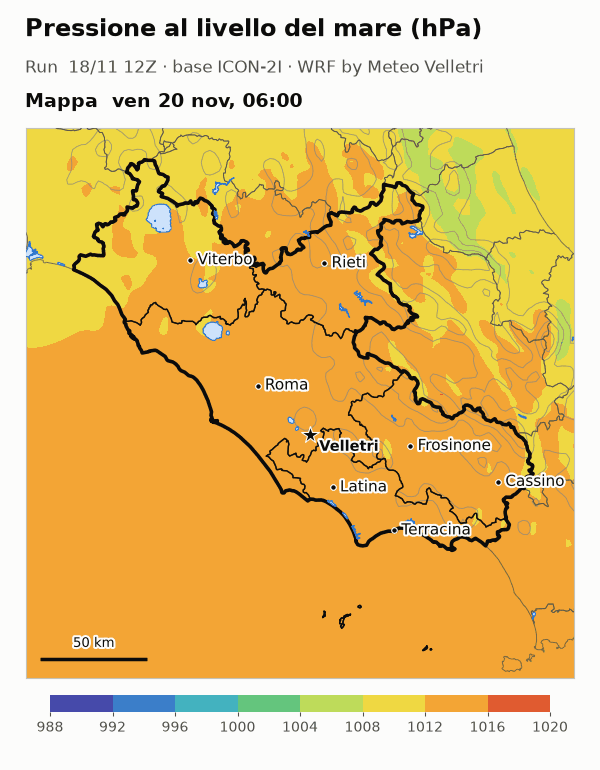 Pressione al livello del mare (hPa)
Run  18/11 12Z · base ICON-2I · WRF by Meteo Velletri
Mappa  ven 20 nov, 06:00
Viterbo
Rieti
Roma
Velletri
Frosinone
Latina
Cassino
Terracina
50 km
988 992 996 1000 1004 1008 1012 1016 1020